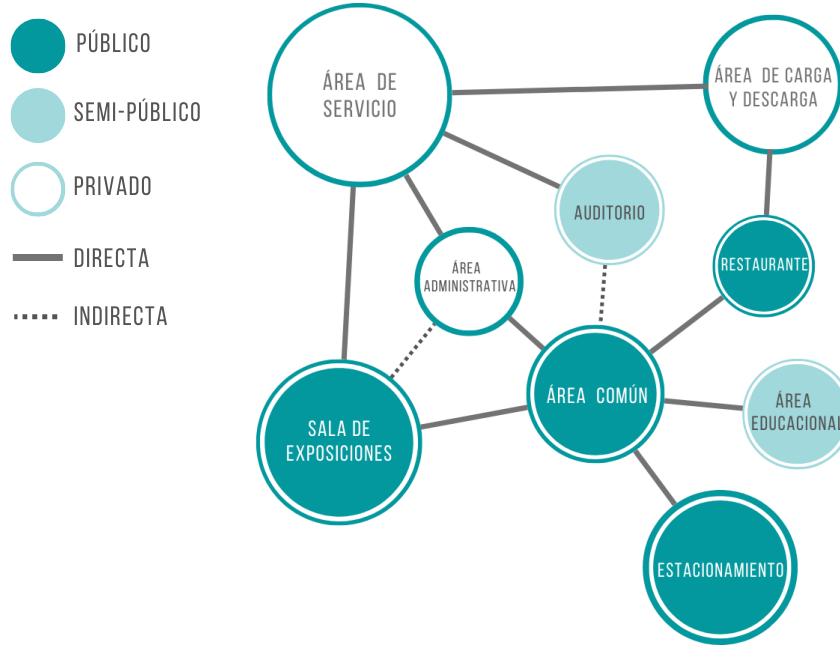 PÚBLICO
SEMI-PÚBLICO
PRIVADO
DIRECTA
INDIRECTA
ÁREA DE
SERVICIO
ÁREA DE CARGA
Y DESCARGA
AUDITORIO
RESTAURANTE
ÁREA
ADMINISTRATIVA
ÁREA COMÚN
SALA DE
EXPOSICIONES
ÁREA
EDUCACIONAL
ESTACIONAMIENTO